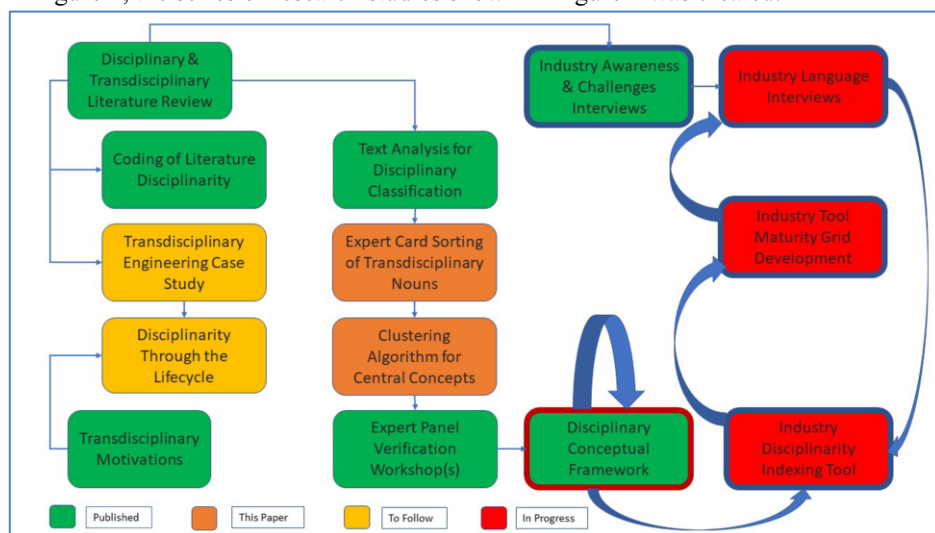 Disciplinary &
Transdisciplinary
Literature Review
Industry Awareness
& Challenges
Interviews
Industry Language
Interviews
Coding of Literature
Disciplinarity
Text Analysis for
Disciplinary
Classification
Transdisciplinary
Engineering Case
Study
Expert Card Sorting
of Transdisciplinary
Nouns
Industry Tool
Maturity Grid
Development
Disciplinarity
Through the
Lifecycle
Clustering
Algorithm for
Central Concepts
Transdisciplinary
Motivations
Expert Panel
Verification
Workshop(s)
Disciplinary
Conceptual
Framework
Industry
Disciplinarity
Indexing Tool
Published
This Paper
To Follow
In Progress